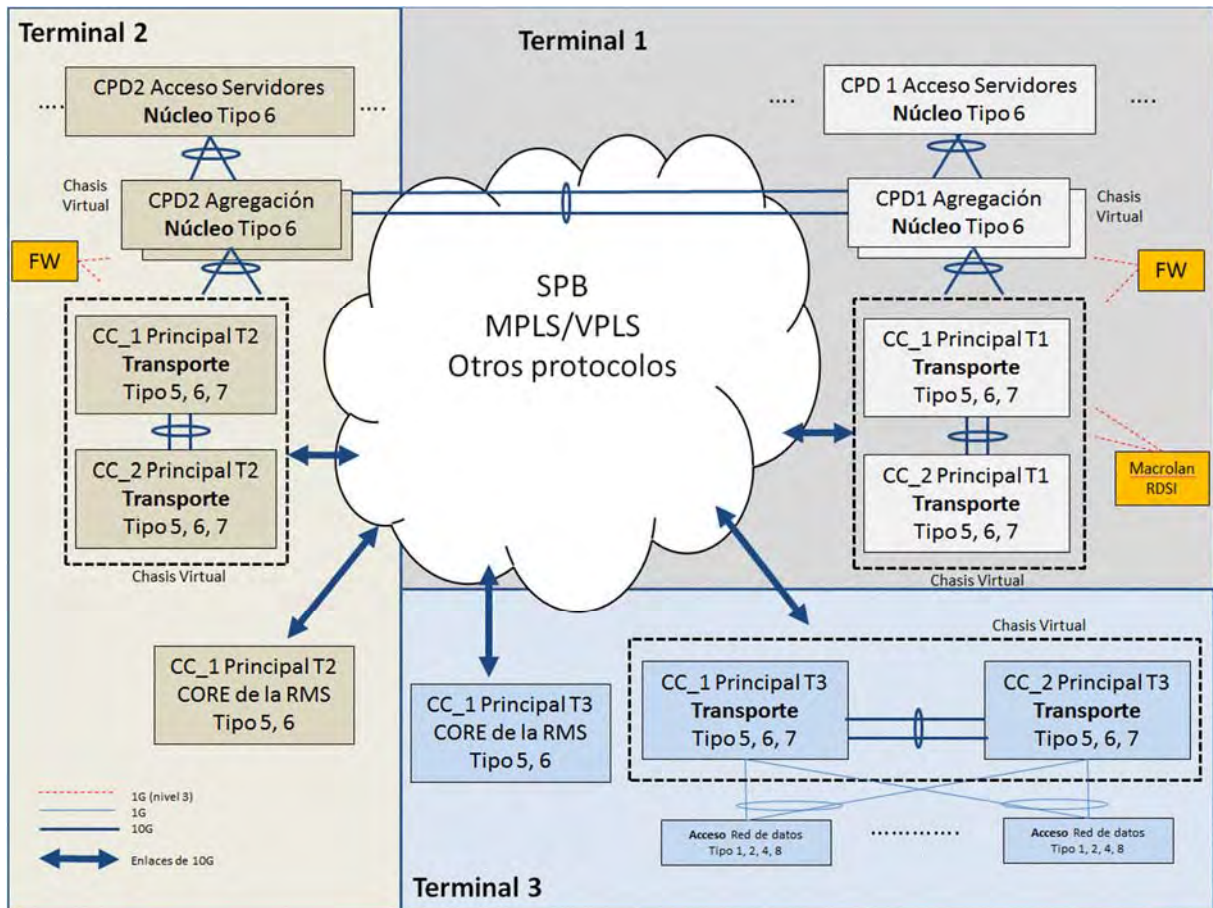 Terminal 2
CPD2 Acceso Servidores
Núcleo Tipo 6
....
....
Chasis
Virtual
CPD2 Agregación
Núcleo Tipo 6
FW
CC_1 Principal T2
Transporte
Tipo 5, 6, 7
CC_2 Principal T2
Transporte
Tipo 5, 6, 7
Chasis Virtual
CC_1 Principal T2
CORE de la RMS
Tipo 5, 6
1G (nivel 3)
1G
10G
Enlaces de 10G
Terminal 1
....
CPD 1 Acceso Servidores
Núcleo Tipo 6
....
CPD1 Agregación
Núcleo Tipo 6
Chasis
Virtual
FW
SPB
MPLS/VPLS
Otros protocolos
CC_1 Principal T1
Transporte
Tipo 5, 6, 7
CC_2 Principal T1
Transporte
Tipo 5, 6, 7
Macrolan
RDSI
Chasis Virtual
Chasis Virtual
CC_1 Principal T3
CORE de la RMS
Tipo 5, 6
CC_1 Principal T3
Transporte
Tipo 5, 6, 7
CC_2 Principal T3
Transporte
Tipo 5, 6, 7
Acceso Red de datos
Tipo 1, 2, 4, 8
.............
Acceso Red de datos
Tipo 1, 2, 4, 8
Terminal 3